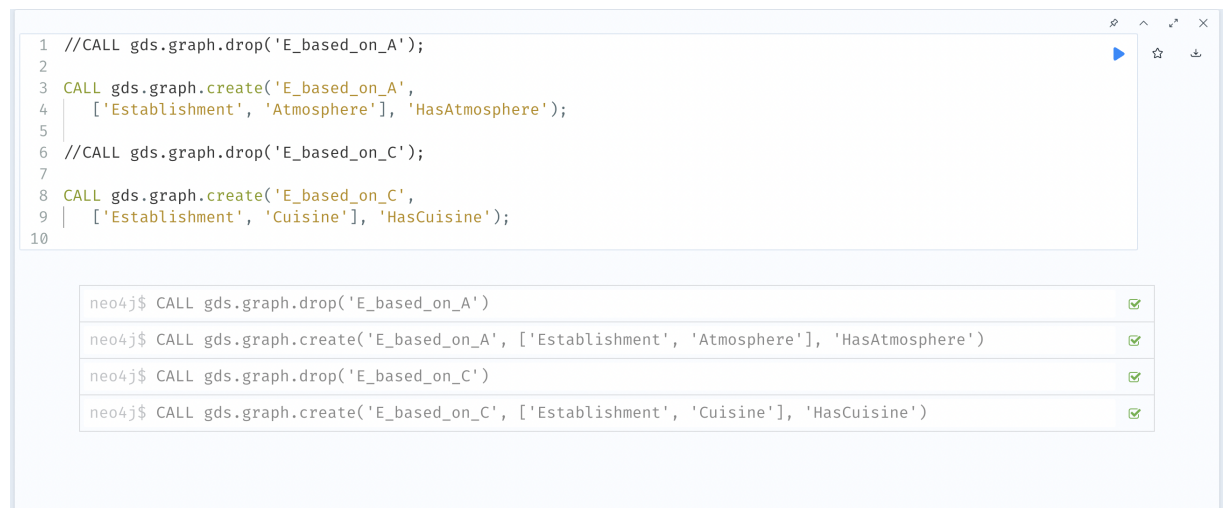 1 //CALL gds.graph.drop('E_based_on_A');
2
3 CALL gds.graph.create('E_based_on_A',
4 ['Establishment', 'Atmosphere'], 'HasAtmosphere');
5
6 //CALL gds.graph.drop('E_based_on_C');
7
8 CALL gds.graph.create('E_based_on_C',
9 ['Establishment', 'Cuisine'], 'HasCuisine');
10
neo4j$ CALL gds.graph.drop('E_based_on_A')
neo4j$ CALL gds.graph.create('E_based_on_A', ['Establishment', 'Atmosphere'], 'HasAtmosphere')
neo4j$ CALL gds.graph.drop('E_based_on_C')
neo4j$ CALL gds.graph.create('E_based_on_C', ['Establishment', 'Cuisine'], 'HasCuisine')